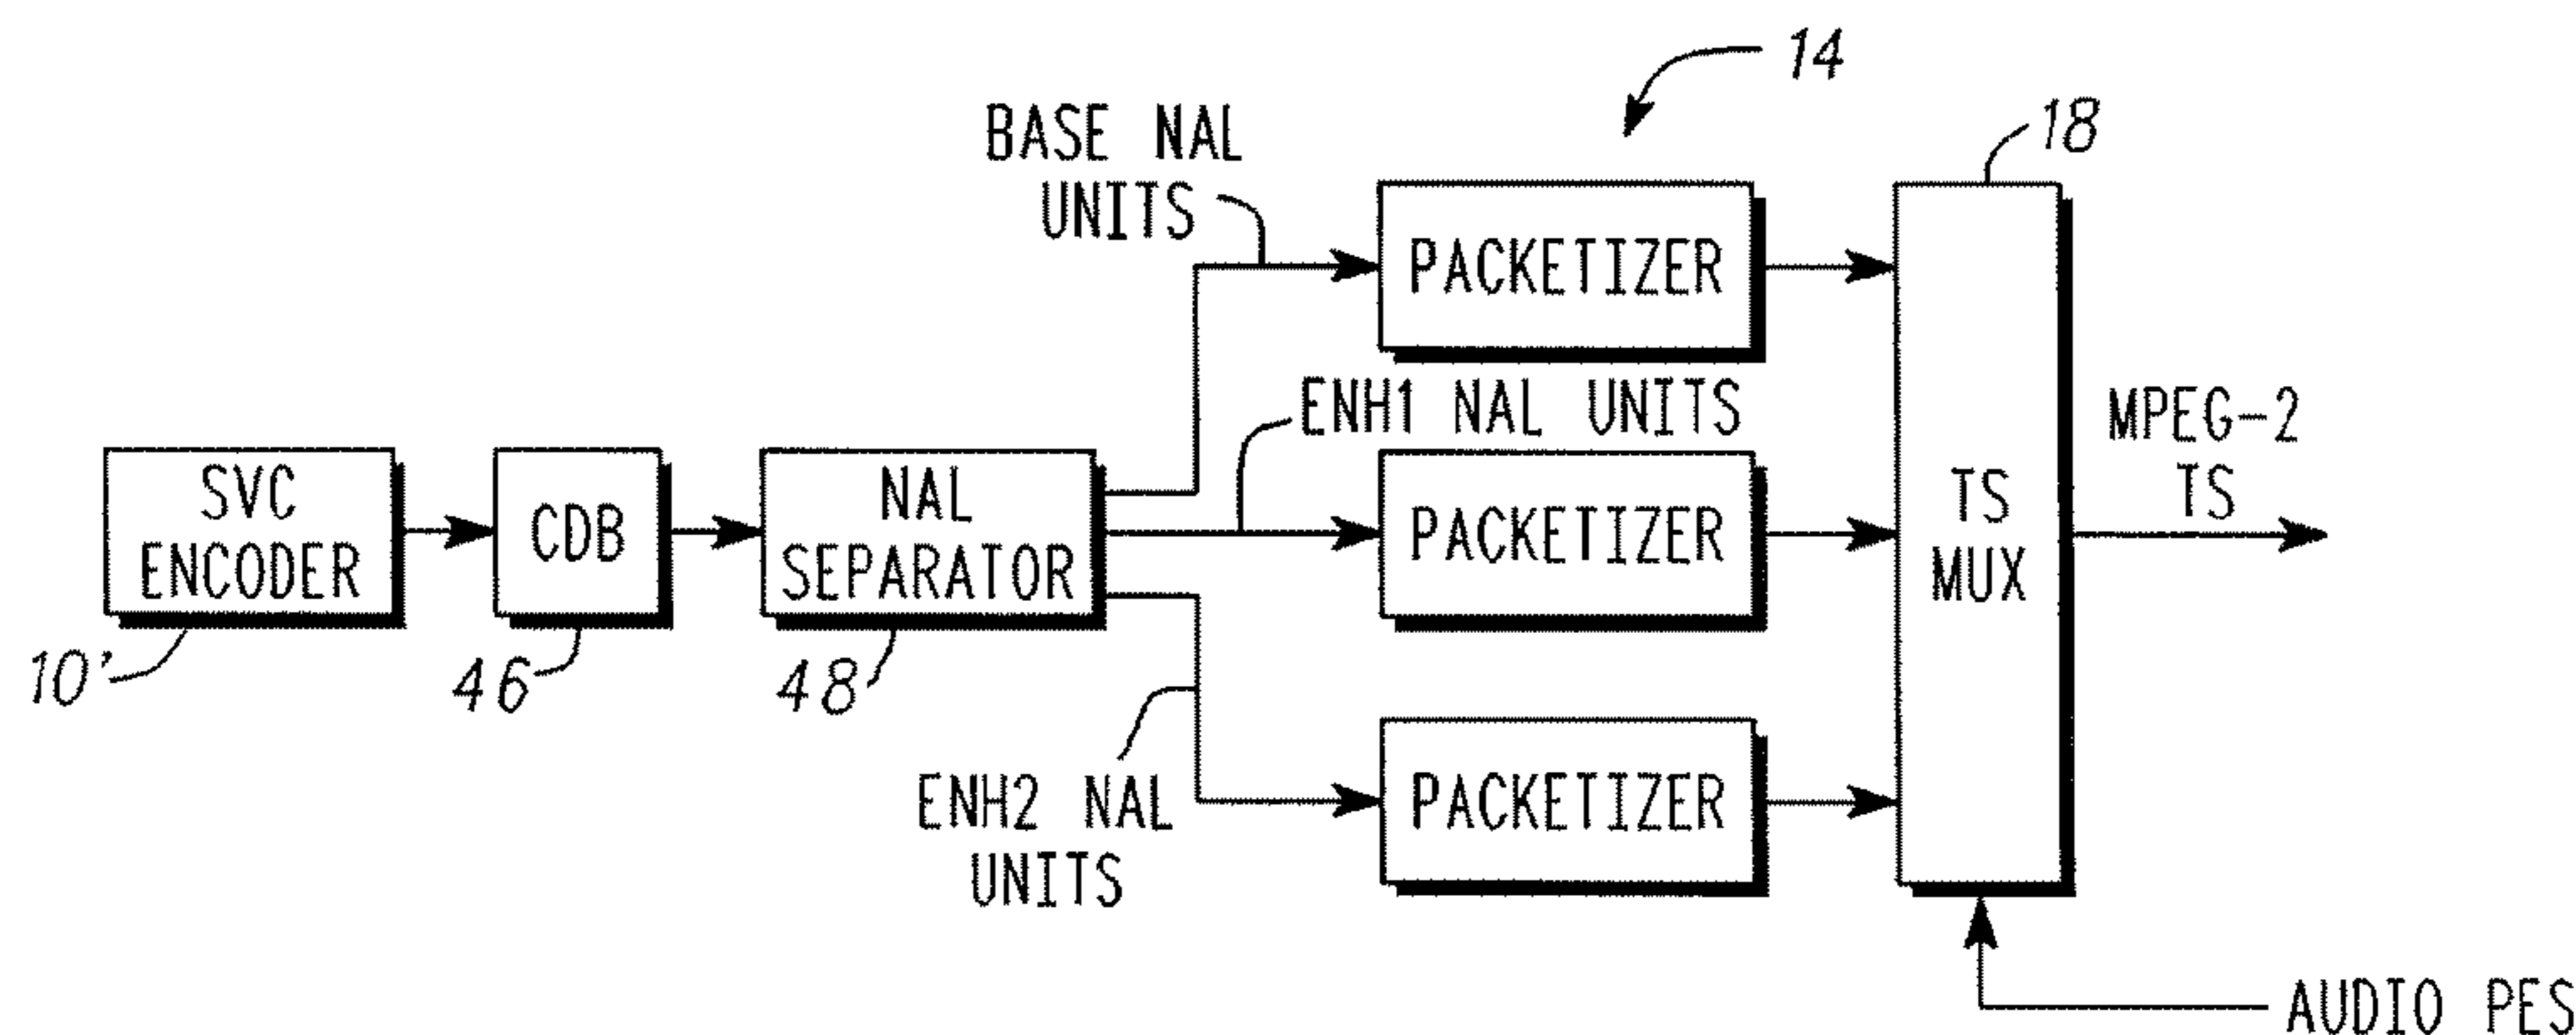 14
18
BASE NAL
UNITS
PACKETIZER
ENH1 NAL UNITS
MPEG-2
TS
SVC
ENCODER
CDB
NAL
SEPARATOR
PACKETIZER
TS
MUX
10'
46
48
ENH2 NAL
UNITS
PACKETIZER
AUDIO PES